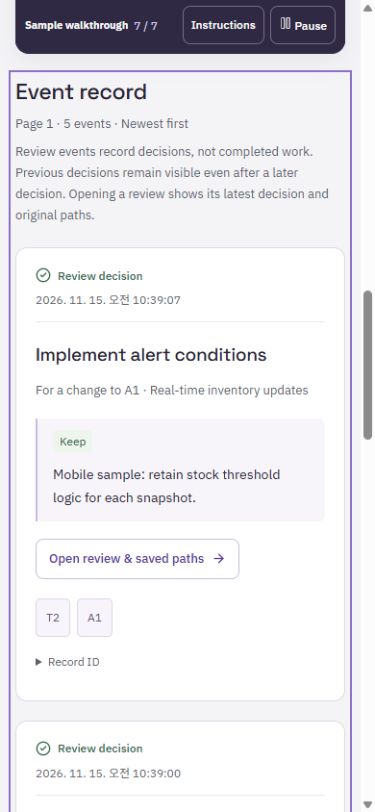 Sample walkthrough 7 / 7
Instructions
Pause
Event record
Page 1 · 5 events · Newest first
Review events record decisions, not completed work.
Previous decisions remain visible even after a later
decision. Opening a review shows its latest decision and
original paths.
Review decision
2026. 11. 15. 오전 10:39:07
Implement alert conditions
For a change to A1 · Real-time inventory updates
Keep
Mobile sample: retain stock threshold
logic for each snapshot.
Open review & saved paths →
T2 A1
Record ID
Review decision
2026. 11. 15. 오전 10:39:00